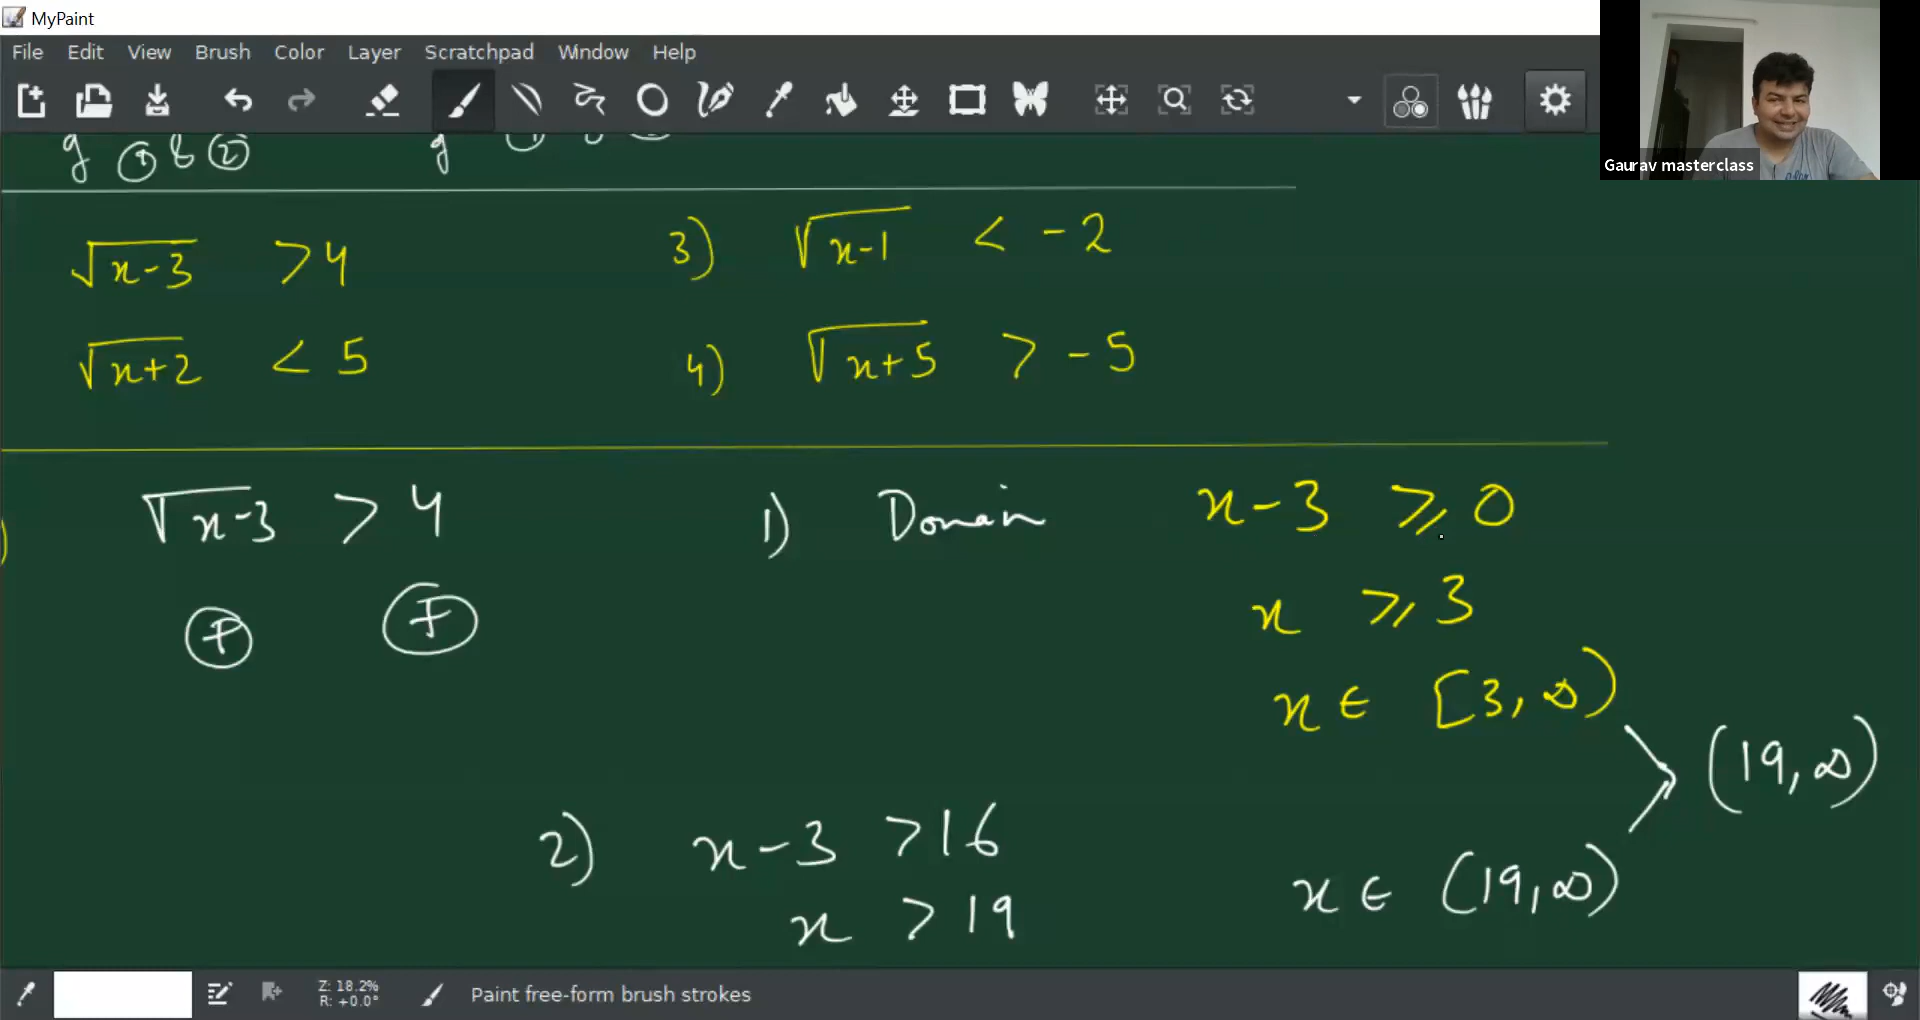 MyPaint
File Edit View Brush Color Layer Scratchpad Window Help
Gaurav masterclass
g ① & ②
g
√x-3 > 4
3) √x-1 < -2
√x+2 < 5
4) √x+5 > -5
√x-3 > 4
1) Domain x-3 ≥ 0
+ +
x ≥ 3
x ∈ [3, ∞)
(19, ∞)
2) x-3 > 16
x ∈ (19, ∞)
x > 19
Z: 18.2%
R: +0.0°
Paint free-form brush strokes